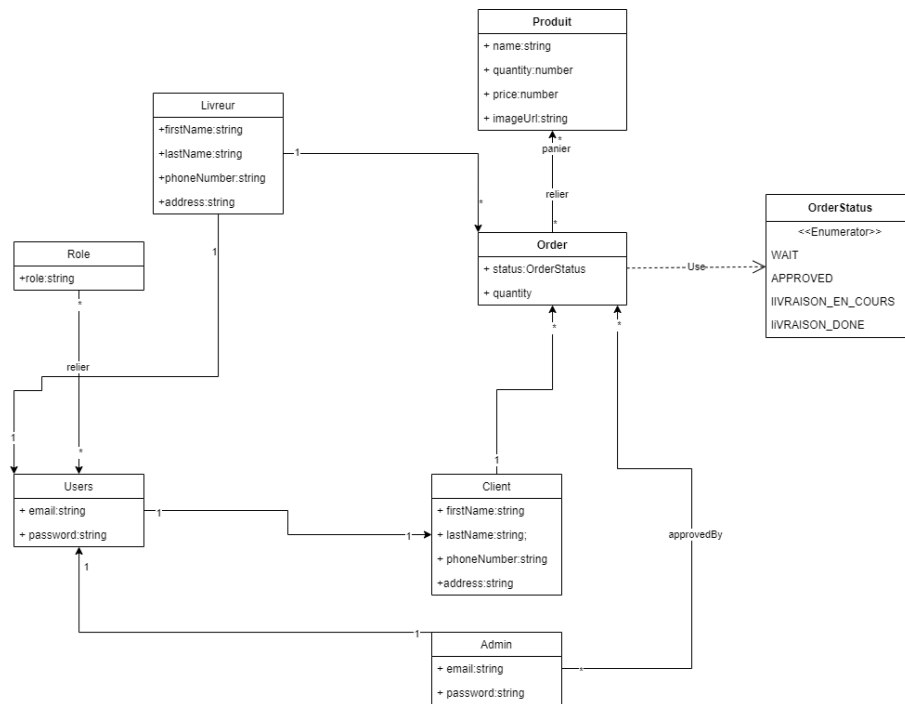 Produit
+ name:string
+ quantity:number
+ price:number
+ imageUrl:string
*
panier
relier
*
Livreur
+firstName:string
+lastName:string
+phoneNumber:string
+address:string
1
*
1
Order
+ status:OrderStatus
+ quantity
*
*
Use
OrderStatus
<<Enumerator>>
WAIT
APPROVED
lIVRAISON_EN_COURS
lIVRAISON_DONE
Role
+role:string
*
relier
*
1
Users
+ email:string
+ password:string
1
1
1
Client
+ firstName:string
+ lastName:string;
+ phoneNumber:string
+address:string
1
approvedBy
1
Admin
+ email:string
+ password:string
*